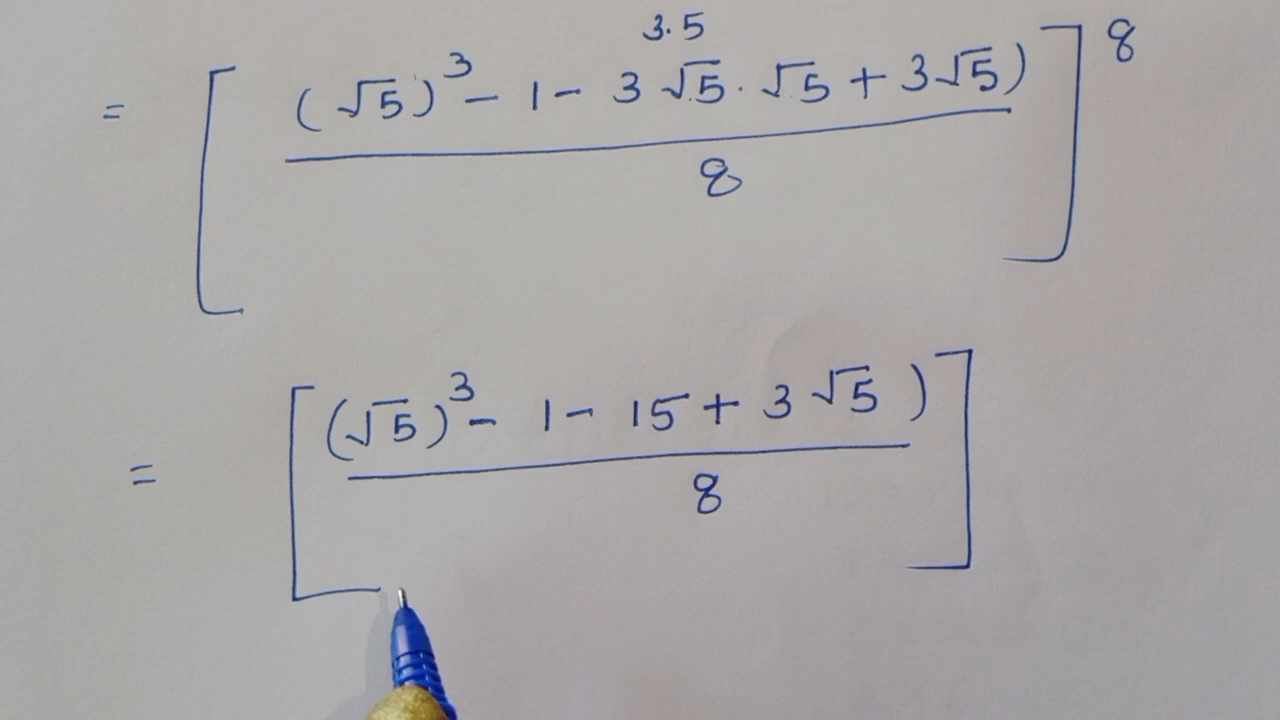 3.5
= [ (√5)³ - 1 - 3√5 . √5 + 3√5) ]⁸
8
= [ (√5)³ - 1 - 15 + 3√5 ) ]
8